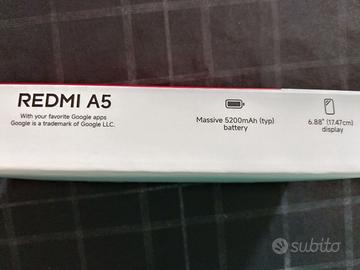 REDMI A5
With your favorite Google apps
Google is a trademark of Google LLC.
Massive 5200mAh (typ)
battery
6.88" (17.47cm)
display
subito